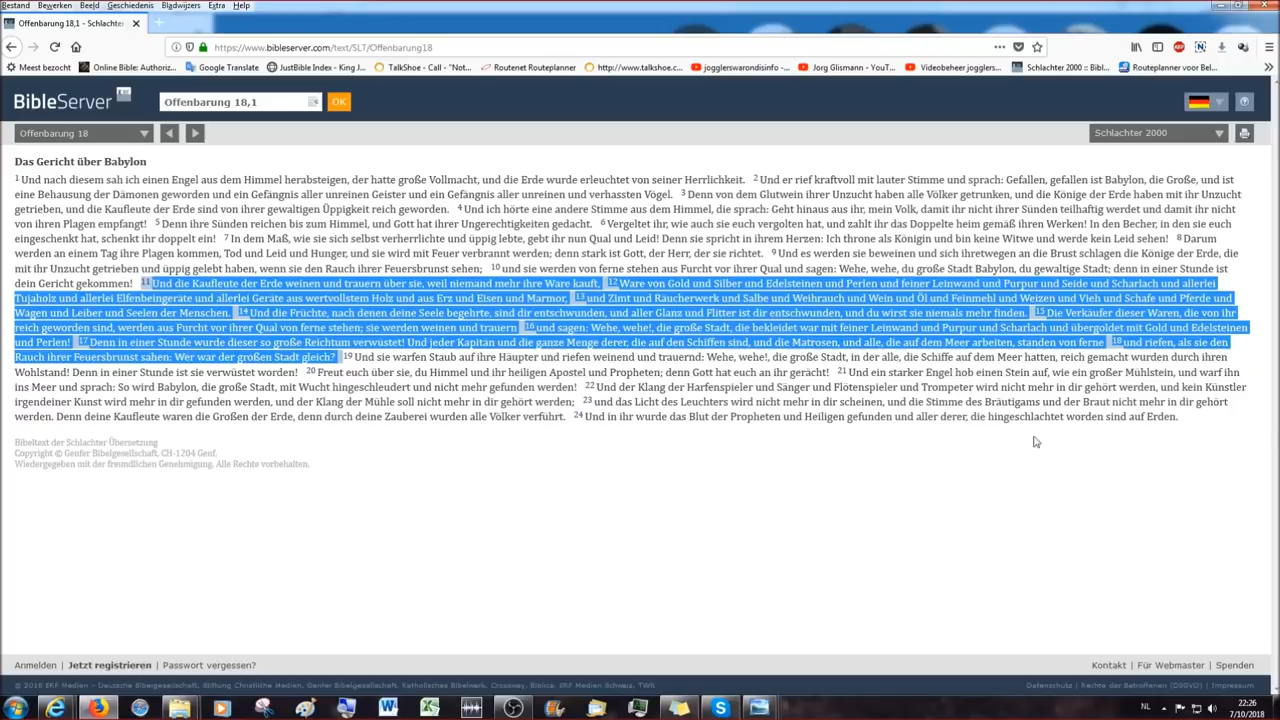 Bestand Bewerken Beeld Geschiedenis Bladwijzers Extra Help
Offenbarung 18,1 - Schlachter
https://www.bibleserver.com/text/SLT/Offenbarung18
Meest bezocht Online Bible: Authoriz... Google Translate JustBible Index - King J... TalkShoe - Call - "Not... Routenet Routeplanner http://www.talkshoe.c... jogglerswarondisinfo -... Jorg Glismann - YouT... Videobeheer jogglers... Schlachter 2000 :: Bibl... Routeplanner voor Bel...
BibleServer Offenbarung 18,1 OK
Offenbarung 18 Schlachter 2000
Das Gericht über Babylon
1 Und nach diesem sah ich einen Engel aus dem Himmel herabsteigen, der hatte große Vollmacht, und die Erde wurde erleuchtet von seiner Herrlichkeit. 2 Und er rief kraftvoll mit lauter Stimme und sprach: Gefallen, gefallen ist Babylon, die Große, und ist
eine Behausung der Dämonen geworden und ein Gefängnis aller unreinen Geister und ein Gefängnis aller unreinen und verhassten Vögel. 3 Denn von dem Glutwein ihrer Unzucht haben alle Völker getrunken, und die Könige der Erde haben mit ihr Unzucht
getrieben, und die Kaufleute der Erde sind von ihrer gewaltigen Üppigkeit reich geworden. 4 Und ich hörte eine andere Stimme aus dem Himmel, die sprach: Geht hinaus aus ihr, mein Volk, damit ihr nicht ihrer Sünden teilhaftig werdet und damit ihr nicht
von ihren Plagen empfangt! 5 Denn ihre Sünden reichen bis zum Himmel, und Gott hat ihrer Ungerechtigkeiten gedacht. 6 Vergeltet ihr, wie auch sie euch vergolten hat, und zahlt ihr das Doppelte heim gemäß ihren Werken! In den Becher, in den sie euch
eingeschenkt hat, schenkt ihr doppelt ein! 7 In dem Maß, wie sie sich selbst verherrlichte und üppig lebte, gebt ihr nun Qual und Leid! Denn sie spricht in ihrem Herzen: Ich throne als Königin und bin keine Witwe und werde kein Leid sehen! 8 Darum
werden an einem Tag ihre Plagen kommen, Tod und Leid und Hunger, und sie wird mit Feuer verbrannt werden; denn stark ist Gott, der Herr, der sie richtet. 9 Und es werden sie beweinen und sich ihretwegen an die Brust schlagen die Könige der Erde, die
mit ihr Unzucht getrieben und üppig gelebt haben, wenn sie den Rauch ihrer Feuersbrunst sehen; 10 und sie werden von ferne stehen aus Furcht vor ihrer Qual und sagen: Wehe, wehe, du große Stadt Babylon, du gewaltige Stadt; denn in einer Stunde ist
dein Gericht gekommen! 11 Und die Kaufleute der Erde weinen und trauern über sie, weil niemand mehr ihre Ware kauft, 12 Ware von Gold und Silber und Edelsteinen und Perlen und feiner Leinwand und Purpur und Seide und Scharlach und allerlei
Tujaholz und allerlei Elfenbeingeräte und allerlei Geräte aus wertvollstem Holz und aus Erz und Eisen und Marmor, 13 und Zimt und Räucherwerk und Salbe und Weihrauch und Wein und Öl und Feinmehl und Weizen und Vieh und Schafe und Pferde und
Wagen und Leiber und Seelen der Menschen. 14 Und die Früchte, nach denen deine Seele begehrte, sind dir entschwunden, und aller Glanz und Flitter ist dir entschwunden, und du wirst sie niemals mehr finden. 15 Die Verkäufer dieser Waren, die von ihr
reich geworden sind, werden aus Furcht vor ihrer Qual von ferne stehen; sie werden weinen und trauern 16 und sagen: Wehe, wehe!, die große Stadt, die bekleidet war mit feiner Leinwand und Purpur und Scharlach und übergoldet mit Gold und Edelsteinen
und Perlen! 17 Denn in einer Stunde wurde dieser so große Reichtum verwüstet! Und jeder Kapitän und die ganze Menge derer, die auf den Schiffen sind, und die Matrosen, und alle, die auf dem Meer arbeiten, standen von ferne 18 und riefen, als sie den
Rauch ihrer Feuersbrunst sahen: Wer war der großen Stadt gleich? 19 Und sie warfen Staub auf ihre Häupter und riefen weinend und trauernd: Wehe, wehe!, die große Stadt, in der alle, die Schiffe auf dem Meer hatten, reich gemacht wurden durch ihren
Wohlstand! Denn in einer Stunde ist sie verwüstet worden! 20 Freut euch über sie, du Himmel und ihr heiligen Apostel und Propheten; denn Gott hat euch an ihr gerächt! 21 Und ein starker Engel hob einen Stein auf, wie ein großer Mühlstein, und warf ihn
ins Meer und sprach: So wird Babylon, die große Stadt, mit Wucht hingeschleudert und nicht mehr gefunden werden! 22 Und der Klang der Harfenspieler und Sänger und Flötenspieler und Trompeter wird nicht mehr in dir gehört werden, und kein Künstler
irgendeiner Kunst wird mehr in dir gefunden werden, und der Klang der Mühle soll nicht mehr in dir gehört werden; 23 und das Licht des Leuchters wird nicht mehr in dir scheinen, und die Stimme des Bräutigams und der Braut nicht mehr in dir gehört
werden. Denn deine Kaufleute waren die Großen der Erde, denn durch deine Zauberei wurden alle Völker verführt. 24 Und in ihr wurde das Blut der Propheten und Heiligen gefunden und aller derer, die hingeschlachtet worden sind auf Erden.
Bibeltext der Schlachter Übersetzung
Copyright © Genfer Bibelgesellschaft, CH-1204 Genf.
Wiedergegeben mit der freundlichen Genehmigung. Alle Rechte vorbehalten.
Anmelden | Jetzt registrieren | Passwort vergessen? Kontakt | Für Webmaster | Spenden
© 2018 ERF Medien - Deutsche Bibelgesellschaft, Stiftung Christliche Medien, Genfer Bibelgesellschaft, Katholisches Bibelwerk, Crossway, Biblica, ERF Medien Schweiz, TWR Datenschutz | Rechte der Betroffenen (DSGVO) | Impressum
NL 22:26
7/10/2018